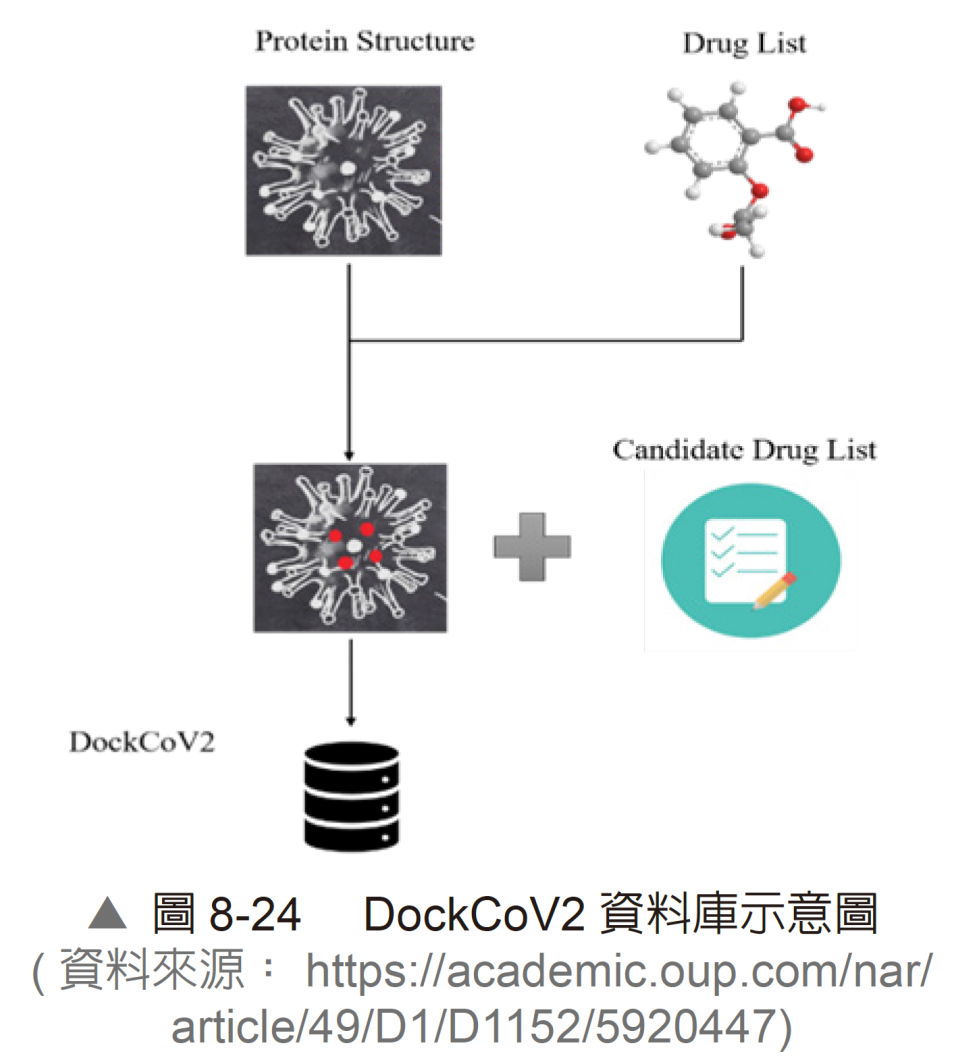 Protein Structure
Drug List
Candidate Drug List
DockCoV2
▲ 圖 8-24 DockCoV2 資料庫示意圖
( 資料來源： https://academic.oup.com/nar/
article/49/D1/D1152/5920447)